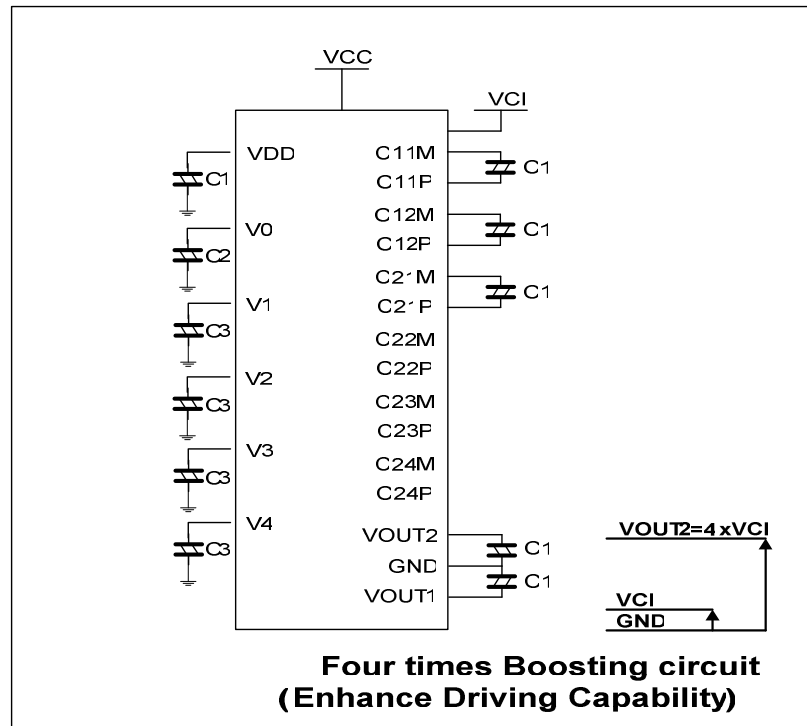 VCC
VCI
VDD
C1
V0
C2
V1
C3
V2
C3
V3
C3
V4
C3
C11M
C11P
C1
C12M
C12P
C1
C21M
C21P
C1
C22M
C22P
C23M
C23P
C24M
C24P
VOUT2
C1
GND
C1
VOUT1
VOUT2=4xVCI
VCI
GND
Four times Boosting circuit
(Enhance Driving Capability)